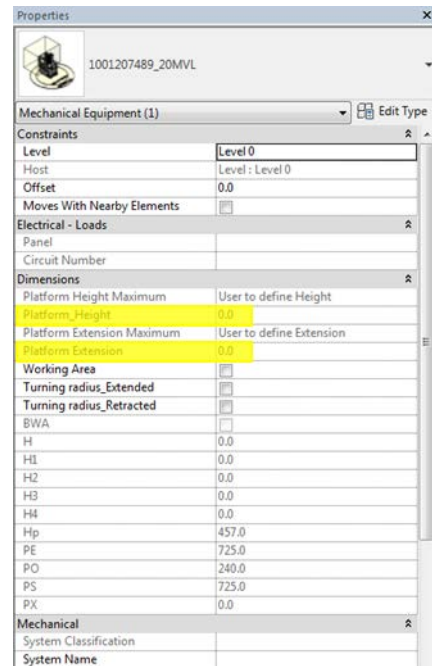 Properties
1001207489_20MVL
Mechanical Equipment (1) Edit Type
Constraints
Level Level 0
Host Level : Level 0
Offset 0.0
Moves With Nearby Elements
Electrical - Loads
Panel
Circuit Number
Dimensions
Platform Height Maximum User to define Height
Platform_Height 0.0
Platform Extension Maximum User to define Extension
Platform Extension 0.0
Working Area
Turning radius_Extended
Turning radius_Retracted
BWA
H 0.0
H1 0.0
H2 0.0
H3 0.0
H4 0.0
Hp 457.0
PE 725.0
PO 240.0
PS 725.0
PX 0.0
Mechanical
System Classification
System Name